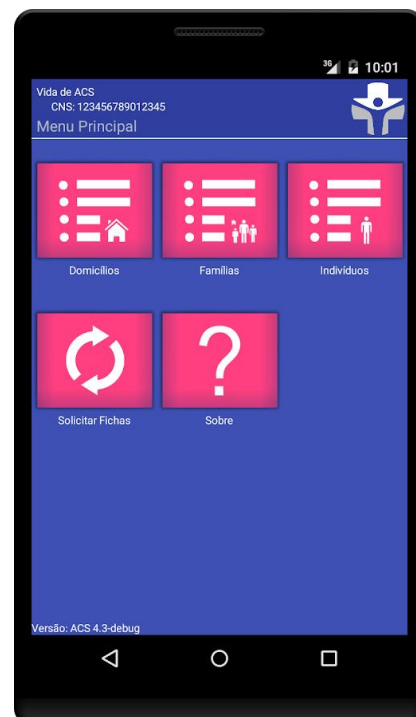 3G 10:01
Vida de ACS
CNS: 123456789012345
Menu Principal
Domicílios Famílias Indivíduos
?
Solicitar Fichas Sobre
Versão: ACS 4.3-debug